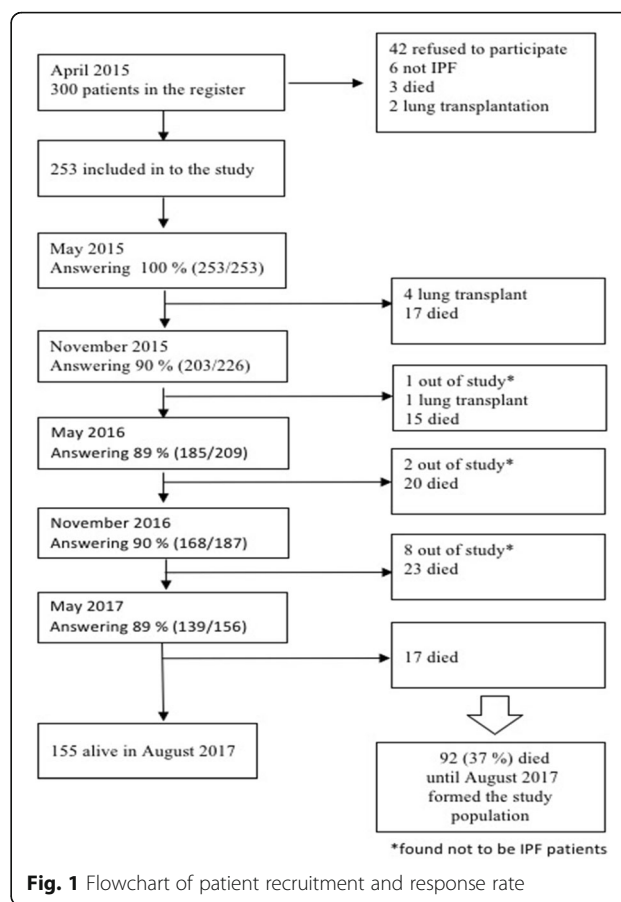 April 2015
300 patients in the register
42 refused to participate
6 not IPF
3 died
2 lung transplantation
253 included in to the study
May 2015
Answering 100 % (253/253)
4 lung transplant
17 died
November 2015
Answering 90 % (203/226)
1 out of study*
1 lung transplant
15 died
May 2016
Answering 89 % (185/209)
2 out of study*
20 died
November 2016
Answering 90 % (168/187)
8 out of study*
23 died
May 2017
Answering 89 % (139/156)
17 died
155 alive in August 2017
92 (37 %) died
until August 2017
formed the study
population
*found not to be IPF patients
Fig. 1 Flowchart of patient recruitment and response rate